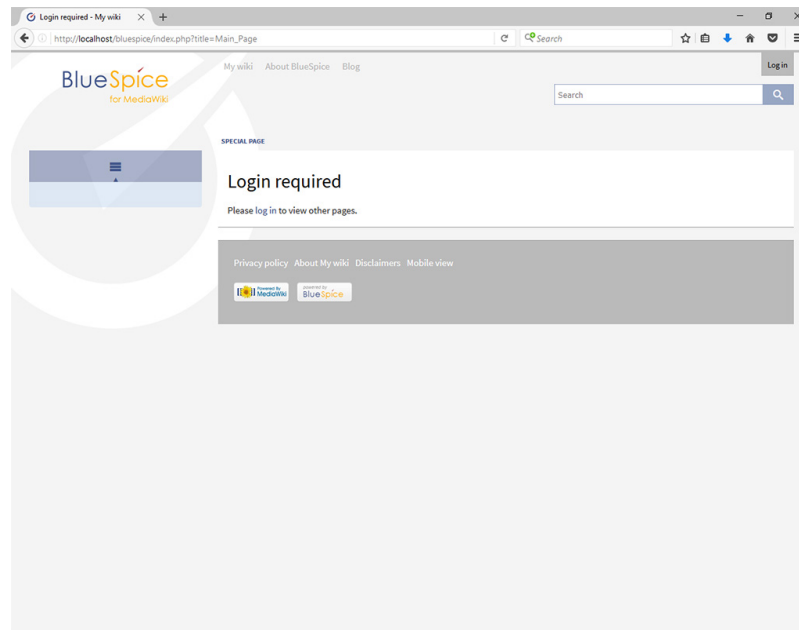 Login required - My wiki
http://localhost/bluespice/index.php?title=Main_Page
Search
BlueSpice
for MediaWiki
My wiki About BlueSpice Blog
Log in
Search
SPECIAL PAGE
Login required
Please log in to view other pages.
Privacy policy About My wiki Disclaimers Mobile view
Powered By
MediaWiki
powered by
BlueSpice